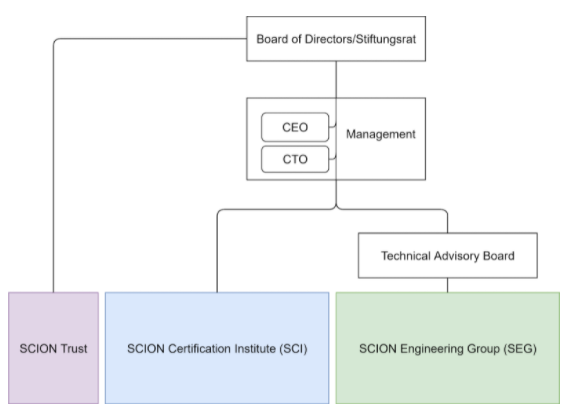 Board of Directors/Stiftungsrat
CEO
Management
CTO
Technical Advisory Board
SCION Trust
SCION Certification Institute (SCI)
SCION Engineering Group (SEG)